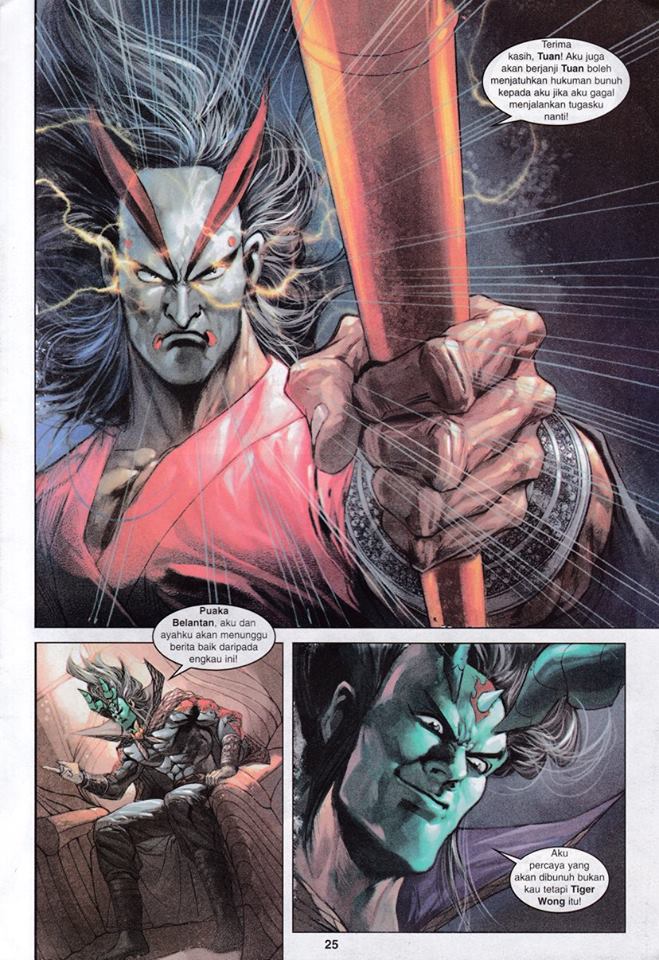 Terima
kasih, Tuan! Aku juga
akan berjanji Tuan boleh
menjatuhkan hukuman bunuh
kepada aku jika aku gagal
menjalankan tugasku
nanti!
Puaka
Belantan, aku dan
ayahku akan menunggu
berita baik daripada
engkau ini!
Aku
percaya yang
akan dibunuh bukan
kau tetapi Tiger
Wong itu!
25